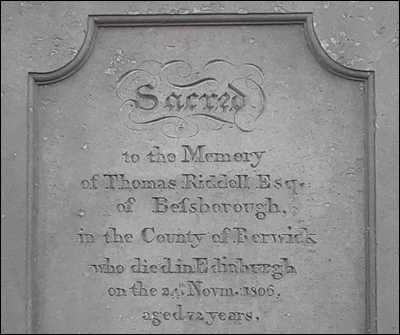 Sacred
to the Memory
of Thomas Riddell Esq.
of Beſsborough,
in the County of Berwick
who died in Edinburgh
on the 24th Novm. 1806,
aged 72 years.